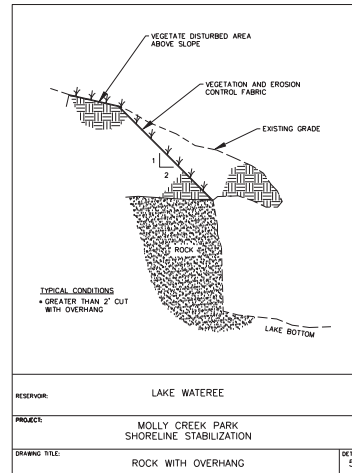 VEGETATE DISTURBED AREA
ABOVE SLOPE
VEGETATION AND EROSION
CONTROL FABRIC
EXISTING GRADE
1
2
ROCK
TYPICAL CONDITIONS
• GREATER THAN 2' CUT
WITH OVERHANG
LAKE BOTTOM
RESERVOIR:
LAKE WATEREE
PROJECT:
MOLLY CREEK PARK
SHORELINE STABILIZATION
DRAWING TITLE:
ROCK WITH OVERHANG